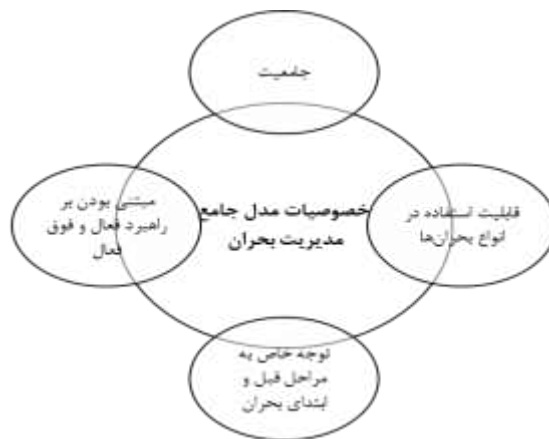 جامعیت
خصوصیات مدل جامع
مدیریت بحران
قابلیت استفاده در
انواع بحران‌ها
مبتنی بودن بر
راهبرد فعال و فوق
فعال
توجه خاص به
مراحل قبل و
ابتدای بحران